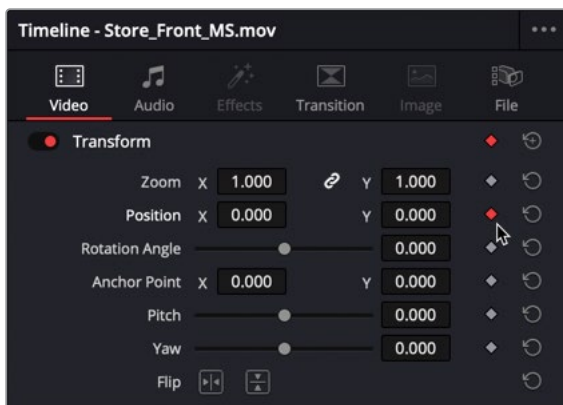 Timeline - Store_Front_MS.mov
Video Audio Effects Transition Image File
Transform
Zoom X 1.000 Y 1.000
Position X 0.000 Y 0.000
Rotation Angle 0.000
Anchor Point X 0.000 Y 0.000
Pitch 0.000
Yaw 0.000
Flip